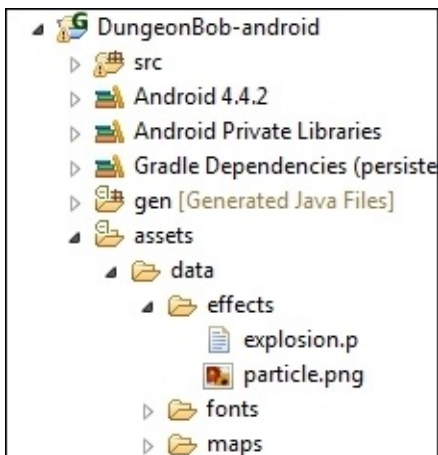 DungeonBob-android
src
Android 4.4.2
Android Private Libraries
Gradle Dependencies (persiste
gen [Generated Java Files]
assets
data
effects
explosion.p
particle.png
fonts
maps